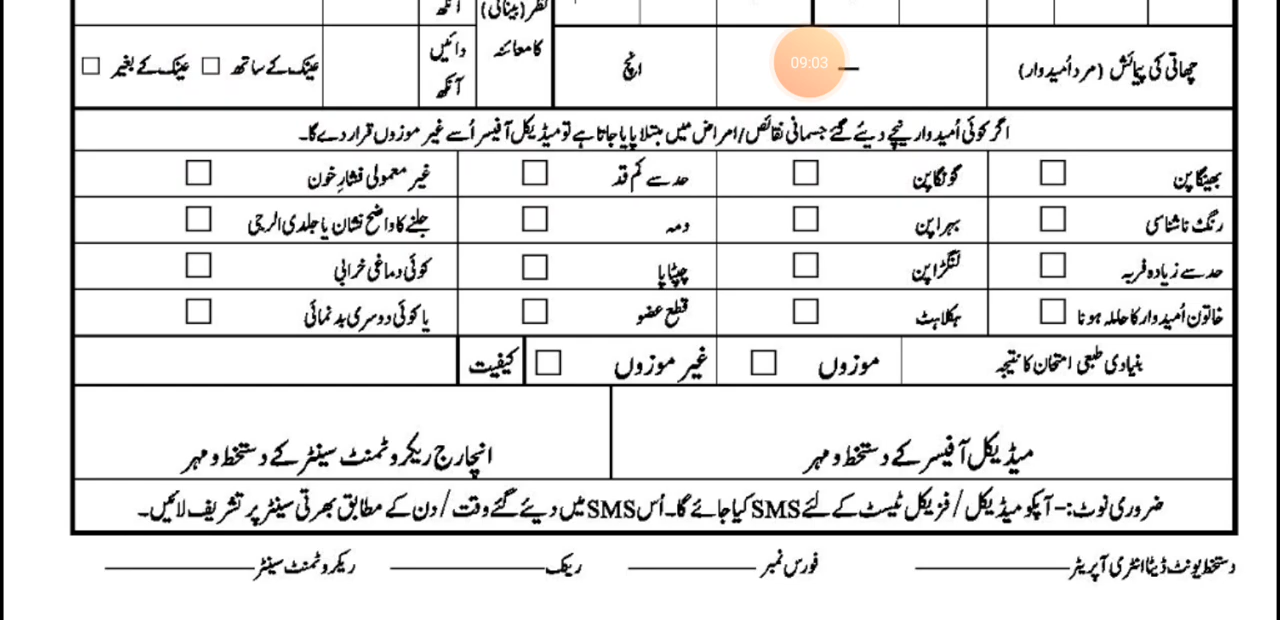 نظر (بینائی) کا معائنہ
آنکھ
چھاتی کی پیمائش (مرد اُمیدوار) 09:03 — انچ دائیں آنکھ عینک کے ساتھ ☐ عینک کے بغیر ☐
اگر کوئی اُمیدوار نیچے دیئے گئے جسمانی نقائص/امراض میں مبتلا پایا جاتا ہے تو میڈیکل آفیسر اُسے غیر موزوں قرار دے گا۔
بھینگا پن ☐ گونگا پن ☐ حد سے کم قد ☐ غیر معمولی فشارِ خون ☐
رنگ ناشناسی ☐ بہرا پن ☐ دمہ ☐ جلنے کا واضح نشان یا جلدی الرجی ☐
حد سے زیادہ فربہ ☐ لنگڑا پن ☐ چپٹا پا ☐ کوئی دماغی خرابی ☐
خاتون اُمیدوار کا حاملہ ہونا ☐ ہکلاہٹ ☐ قطع عضو ☐ یا کوئی دوسری بدنمائی ☐
بنیادی طبعی امتحان کا نتیجہ موزوں ☐ غیر موزوں ☐ کیفیت
میڈیکل آفیسر کے دستخط و مہر انچارج ریکروٹمنٹ سینٹر کے دستخط و مہر
ضروری نوٹ:- آپکو میڈیکل / فزیکل ٹیسٹ کے لئے SMS کیا جائے گا۔ اُس SMS میں دیئے گئے وقت / دن کے مطابق بھرتی سینٹر پر تشریف لائیں۔
دستخط یونٹ ڈیٹا انٹری آپریٹر ________ فورس نمبر ________ رینک ________ ریکروٹمنٹ سینٹر ________